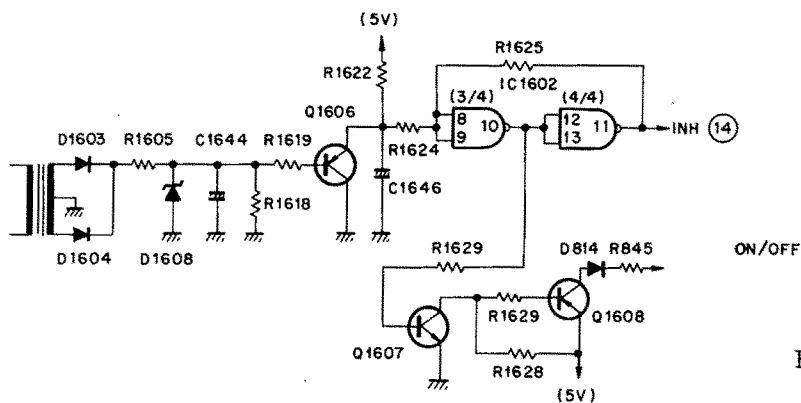 (5V)
R1625
R1622
IC1602
(3/4)
(4/4)
Q1606
8
9
10
12
13
11
INH 14
D1603
R1605
C1644
R1619
R1624
C1646
R1618
D1604
D1608
R1629
D814
R845
ON/OFF
R1629
Q1608
Q1607
R1628
(5V)